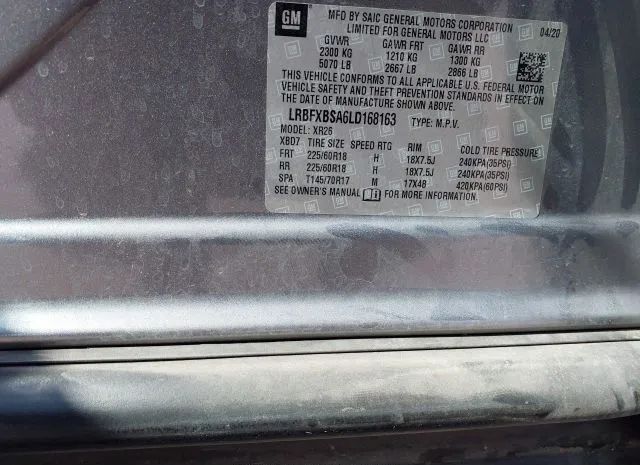 GM
MFD BY SAIC GENERAL MOTORS CORPORATION 04/20
LIMITED FOR GENERAL MOTORS LLC
GVWR GAWR FRT GAWR RR
2300 KG 1210 KG 1300 KG
5070 LB 2667 LB 2866 LB
THIS VEHICLE CONFORMS TO ALL APPLICABLE U.S. FEDERAL MOTOR
VEHICLE SAFETY AND THEFT PREVENTION STANDARDS IN EFFECT ON
THE DATE OF MANUFACTURE SHOWN ABOVE.
LRBFXBSA6LD168163 TYPE: M.P.V.
MODEL: XR26
XBD7 TIRE SIZE SPEED RTG RIM COLD TIRE PRESSURE
FRT 225/60R18 H 18X7.5J 240KPA(35PSI)
RR 225/60R18 H 18X7.5J 240KPA(35PSI)
SPA T145/70R17 M 17X4B 420KPA(60PSI)
SEE OWNER'S MANUAL FOR MORE INFORMATION.